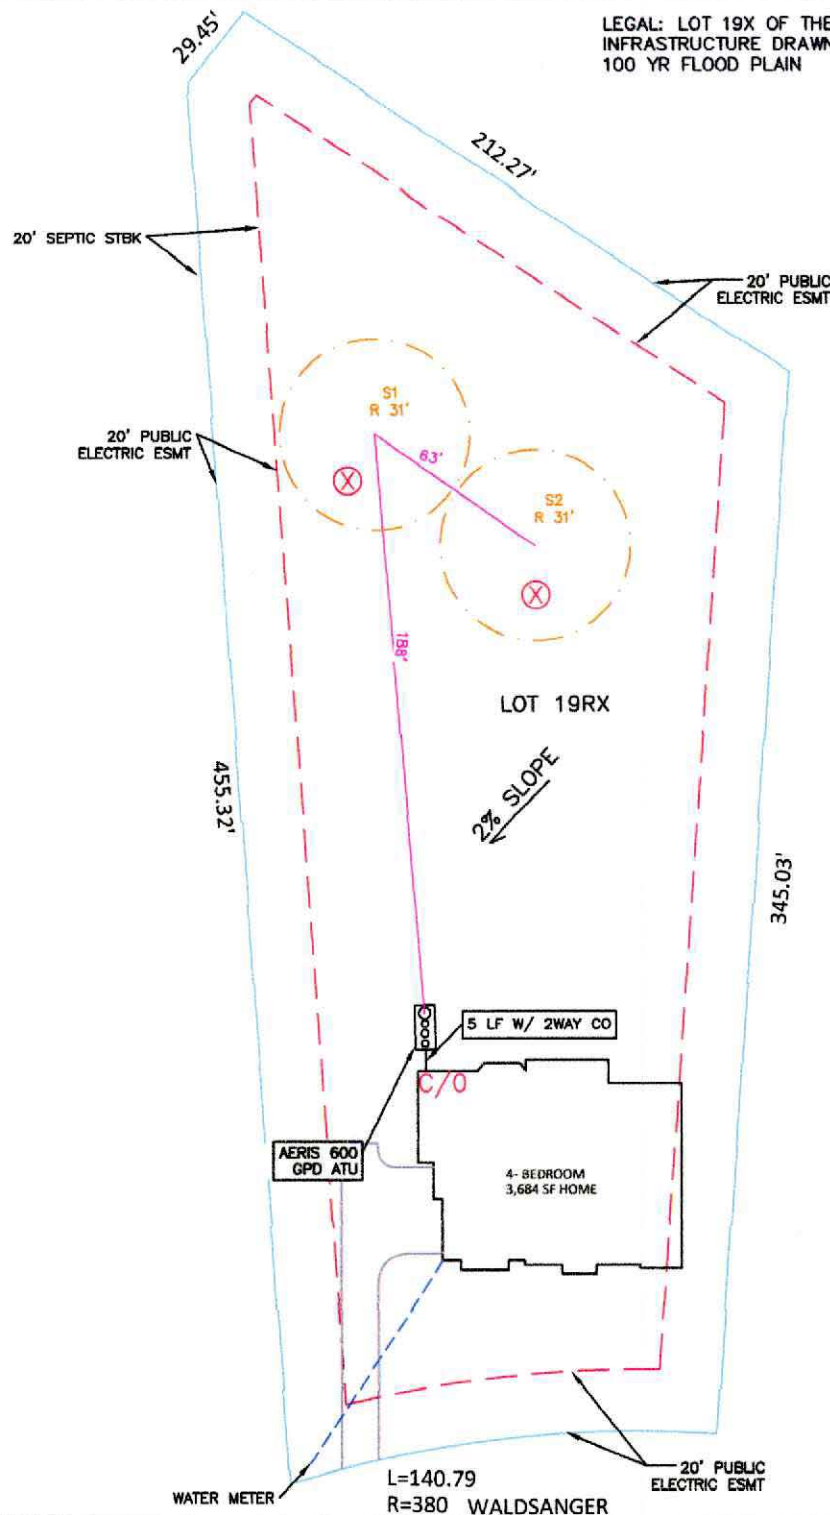 LEGAL: LOT 19X OF THE
INFRASTRUCTURE DRAWN
100 YR FLOOD PLAIN
29.45'
212.27'
20' SEPTIC STBK
20' PUBLIC
ELECTRIC ESMT
S1
R 31'
20' PUBLIC
ELECTRIC ESMT
63'
X
S2
R 31'
X
188'
LOT 19RX
2% SLOPE
455.32'
345.03'
5 LF W/ 2WAY CO
C/O
AERIS 600
GPD ATU
4- BEDROOM
3,684 SF HOME
20' PUBLIC
ELECTRIC ESMT
WATER METER
L=140.79
R=380 WALDSANGER